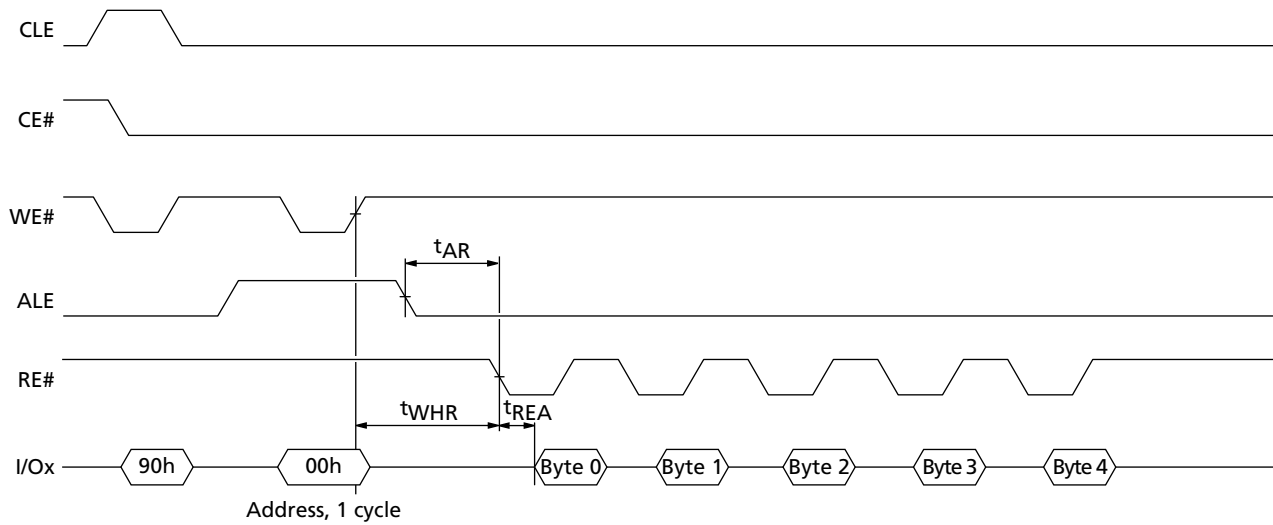 CLE
CE#
WE#
tAR
ALE
RE#
tWHR tREA
I/Ox 90h 00h Byte 0 Byte 1 Byte 2 Byte 3 Byte 4
Address, 1 cycle